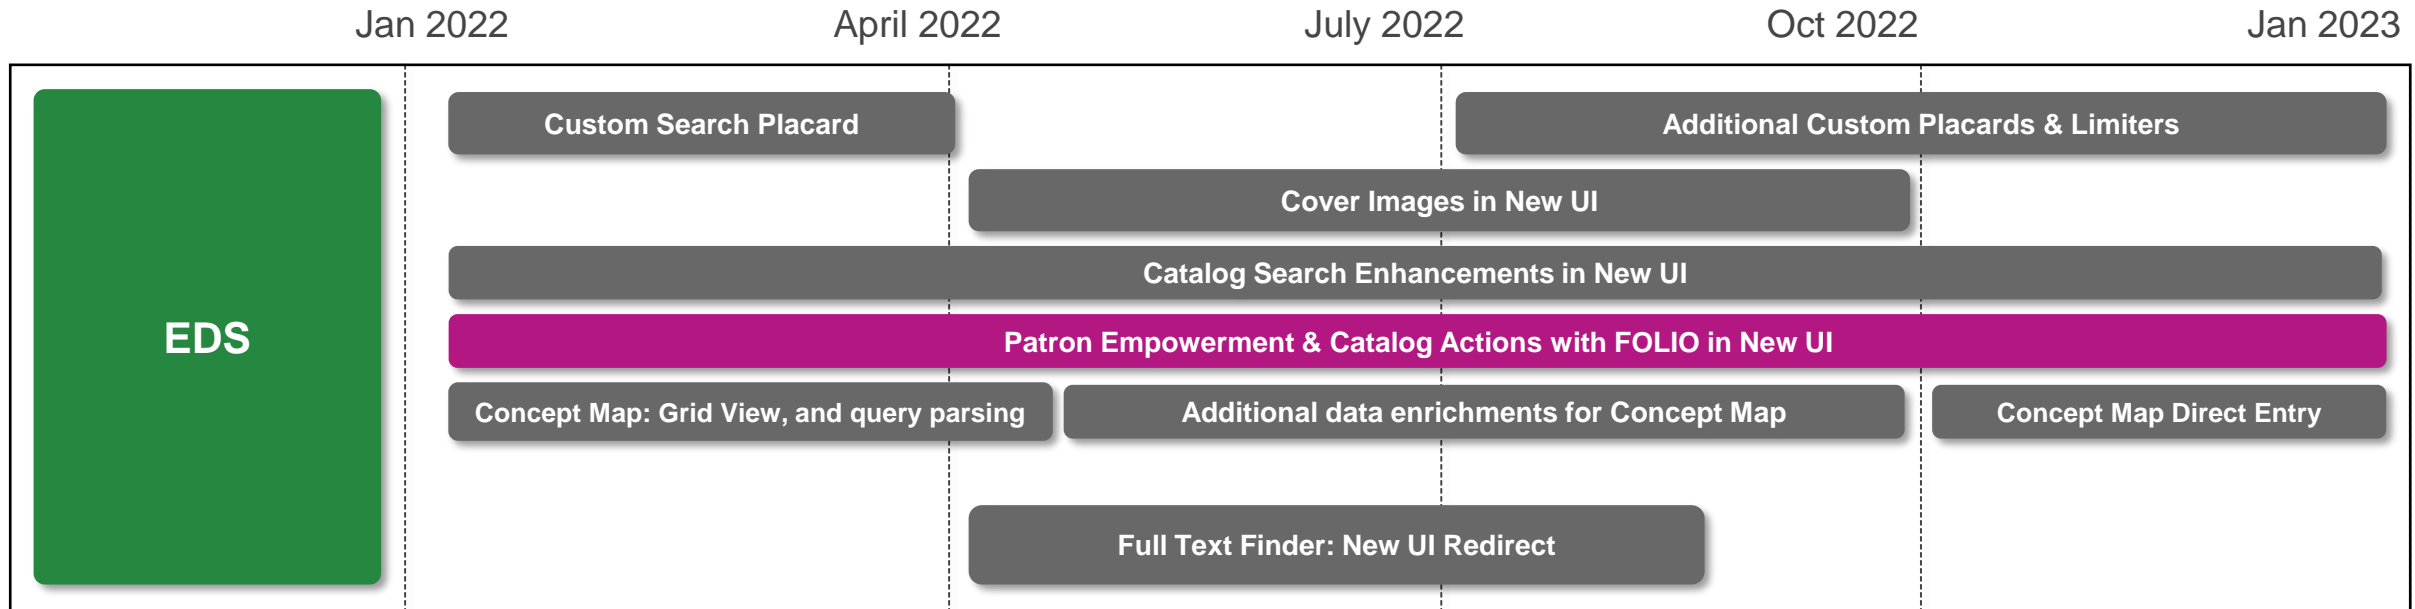 Jan 2022
April 2022
July 2022
Oct 2022
Jan 2023
EDS
Custom Search Placard
Additional Custom Placards & Limiters
Cover Images in New UI
Catalog Search Enhancements in New UI
Patron Empowerment & Catalog Actions with FOLIO in New UI
Concept Map: Grid View, and query parsing
Additional data enrichments for Concept Map
Concept Map Direct Entry
Full Text Finder: New UI Redirect